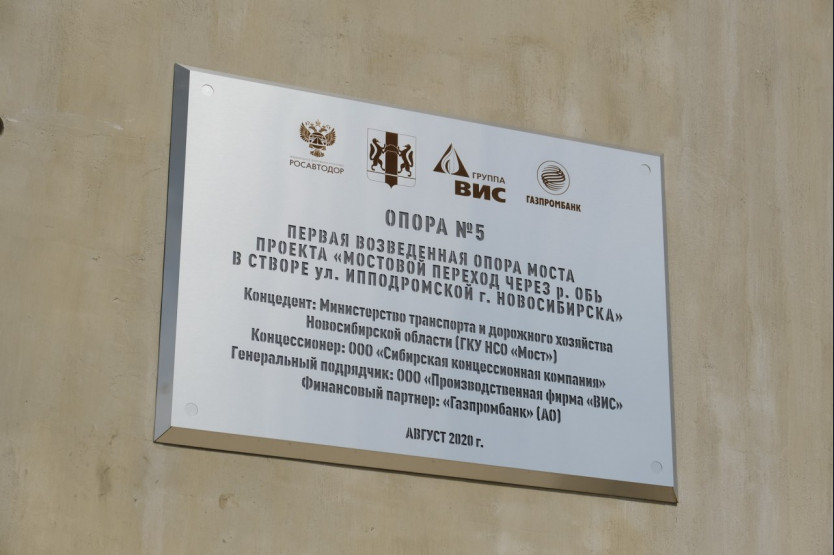 РОСАВТОДОР
ГРУППА
ВИС
ГАЗПРОМБАНК
ОПОРА №5
ПЕРВАЯ ВОЗВЕДЕННАЯ ОПОРА МОСТА
ПРОЕКТА «МОСТОВОЙ ПЕРЕХОД ЧЕРЕЗ р. ОБЬ
В СТВОРЕ ул. ИППОДРОМСКОЙ г. НОВОСИБИРСКА»
Концедент: Министерство транспорта и дорожного хозяйства
Новосибирской области (ГКУ НСО «Мост»)
Концессионер: ООО «Сибирская концессионная компания»
Генеральный подрядчик: ООО «Производственная фирма «ВИС»
Финансовый партнер: «Газпромбанк» (АО)
АВГУСТ 2020 г.